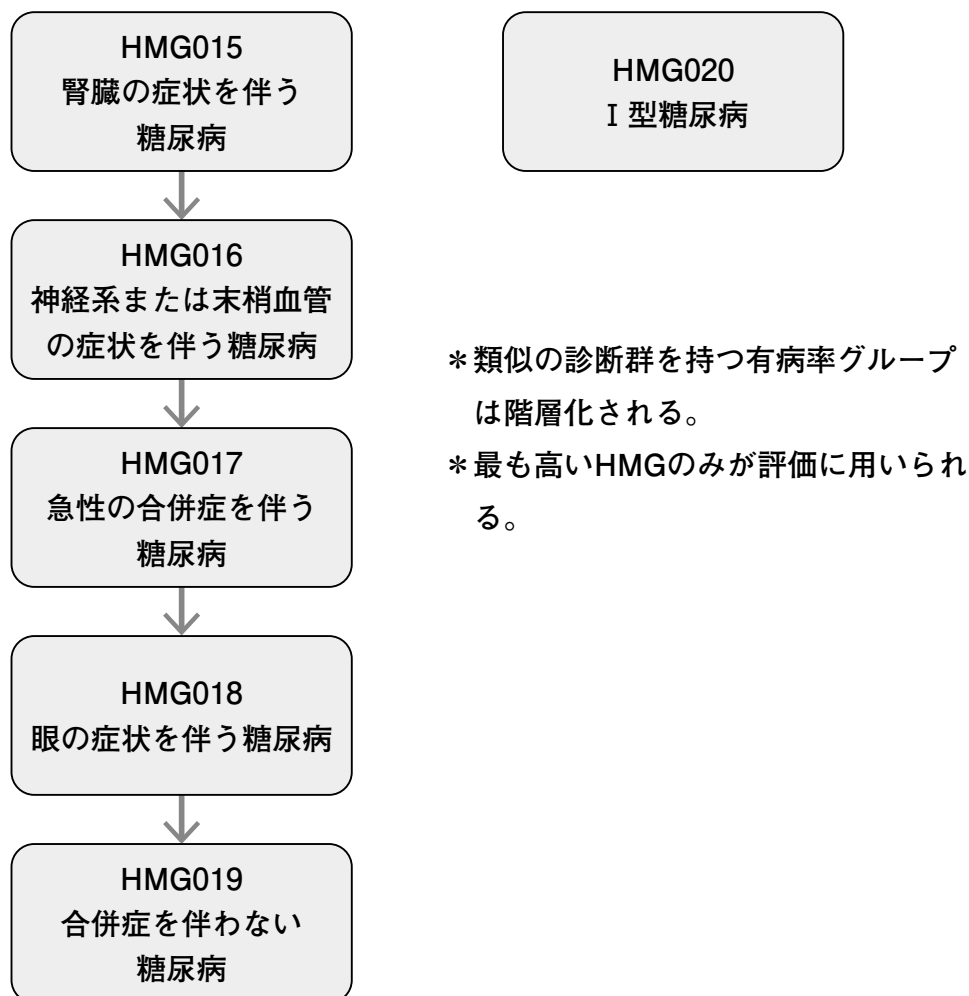 HMG015
腎臓の症状を伴う
糖尿病
HMG020
Ⅰ型糖尿病
HMG016
神経系または末梢血管
の症状を伴う糖尿病
＊類似の診断群を持つ有病率グループ
は階層化される。
＊最も高いHMGのみが評価に用いられ
る。
HMG017
急性の合併症を伴う
糖尿病
HMG018
眼の症状を伴う糖尿病
HMG019
合併症を伴わない
糖尿病